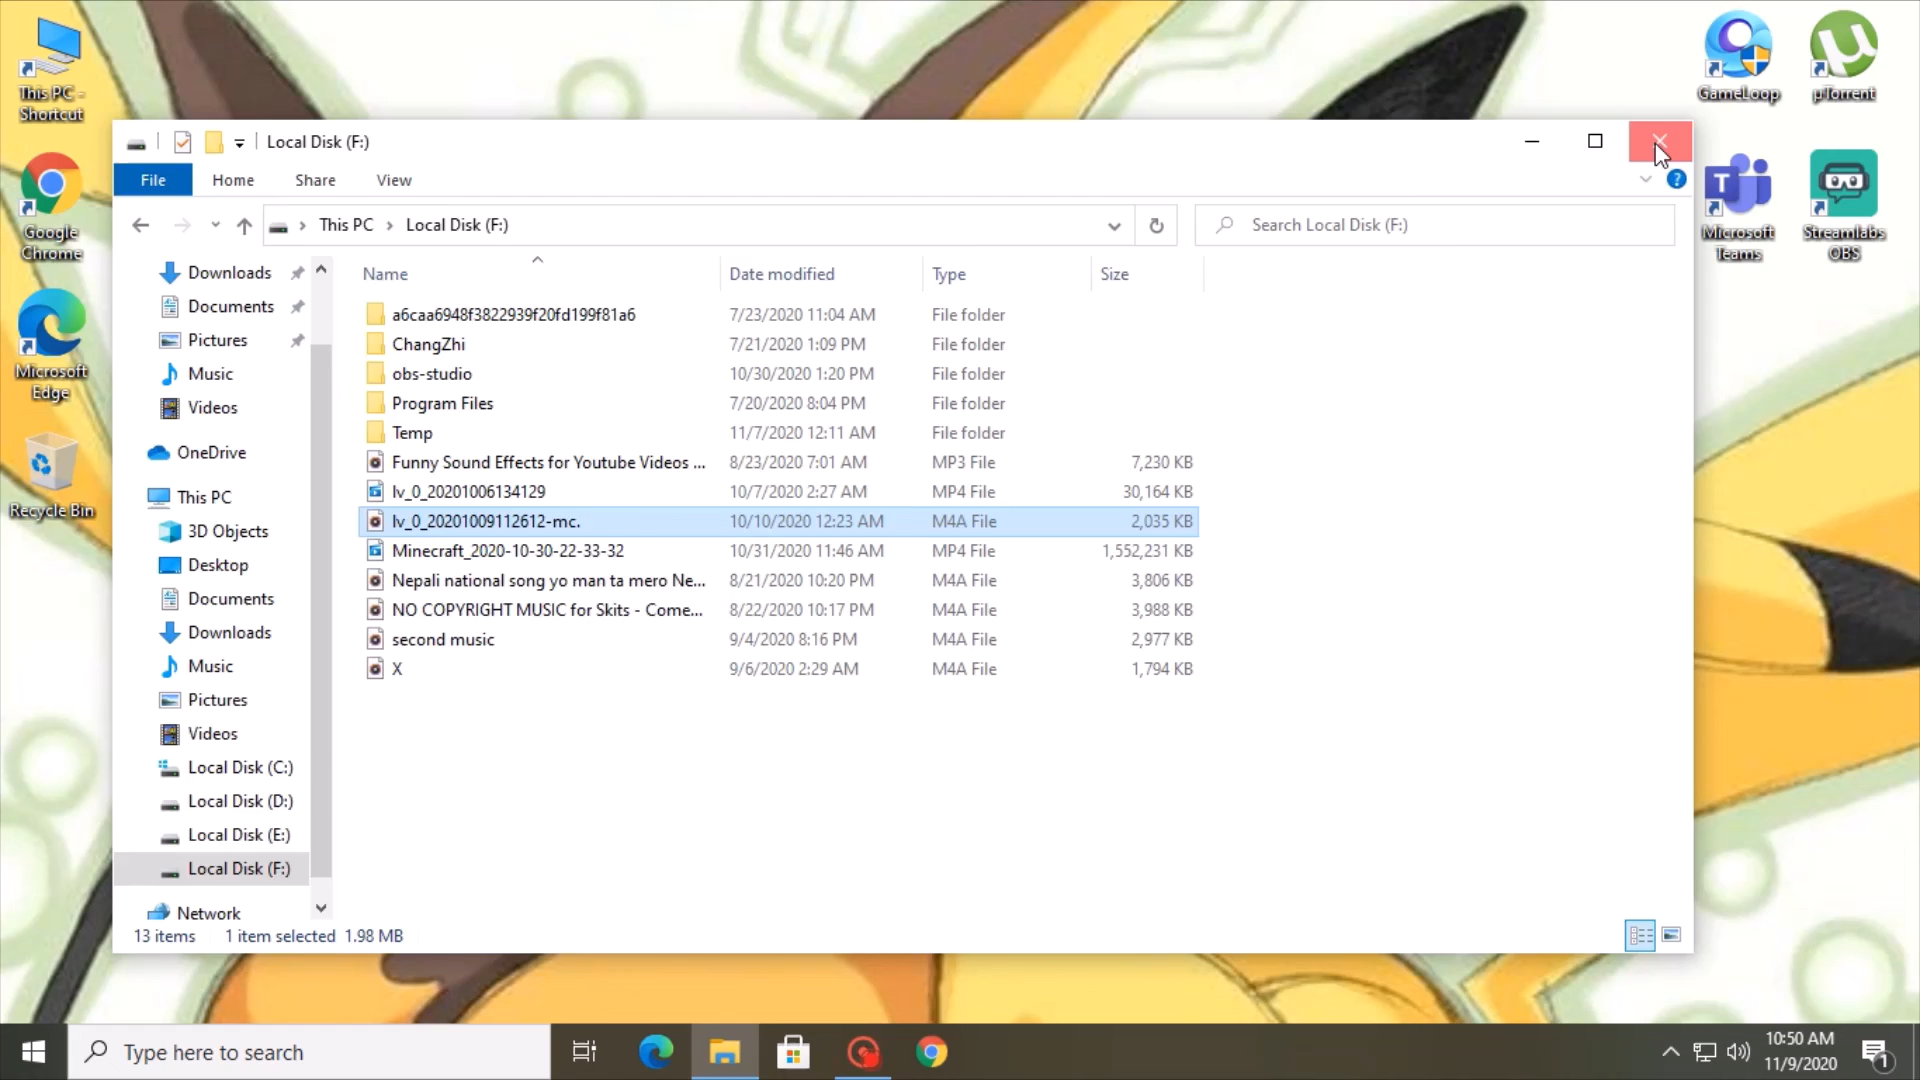 This PC -
Shortcut
GameLoop
µTorrent
Local Disk (F:)
File
Home
Share
View
?
This PC
Local Disk (F:)
Search Local Disk (F:)
Google
Chrome
Microsoft
Teams
Streamlabs
OBS
Microsoft
Edge
Recycle Bin
Downloads
Documents
Pictures
Music
Videos
OneDrive
This PC
3D Objects
Desktop
Documents
Downloads
Music
Pictures
Videos
Local Disk (C:)
Local Disk (D:)
Local Disk (E:)
Local Disk (F:)
Network
Name Date modified Type Size
a6caa6948f3822939f20fd199f81a6 7/23/2020 11:04 AM File folder
ChangZhi 7/21/2020 1:09 PM File folder
obs-studio 10/30/2020 1:20 PM File folder
Program Files 7/20/2020 8:04 PM File folder
Temp 11/7/2020 12:11 AM File folder
Funny Sound Effects for Youtube Videos ... 8/23/2020 7:01 AM MP3 File 7,230 KB
lv_0_20201006134129 10/7/2020 2:27 AM MP4 File 30,164 KB
lv_0_20201009112612-mc. 10/10/2020 12:23 AM M4A File 2,035 KB
Minecraft_2020-10-30-22-33-32 10/31/2020 11:46 AM MP4 File 1,552,231 KB
Nepali national song yo man ta mero Ne... 8/21/2020 10:20 PM M4A File 3,806 KB
NO COPYRIGHT MUSIC for Skits - Come... 8/22/2020 10:17 PM M4A File 3,988 KB
second music 9/4/2020 8:16 PM M4A File 2,977 KB
X 9/6/2020 2:29 AM M4A File 1,794 KB
13 items 1 item selected 1.98 MB
Type here to search
10:50 AM
11/9/2020
1